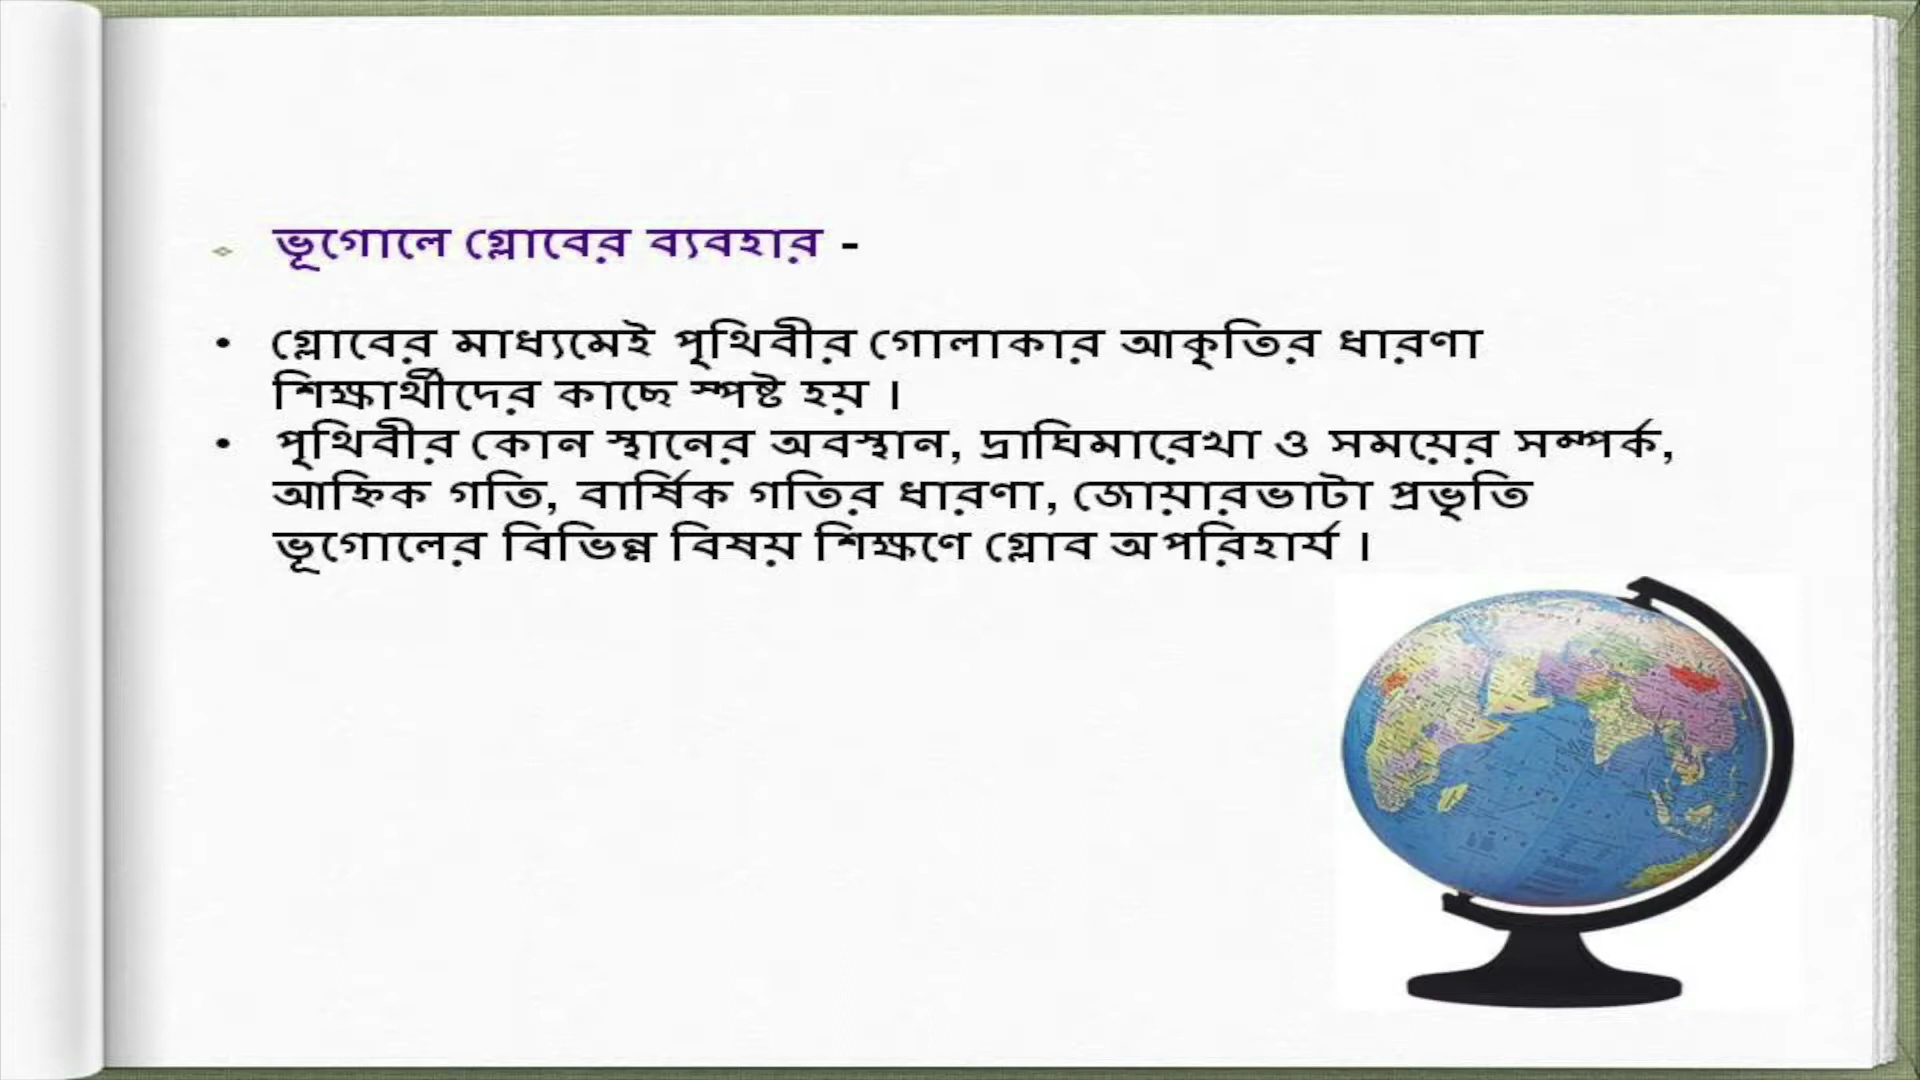 ভূগোলে গ্লোবের ব্যবহার -
• গ্লোবের মাধ্যমেই পৃথিবীর গোলাকার আকৃতির ধারণা
শিক্ষার্থীদের কাছে স্পষ্ট হয় ।
• পৃথিবীর কোন স্থানের অবস্থান, দ্রাঘিমারেখা ও সময়ের সম্পর্ক,
আহ্নিক গতি, বার্ষিক গতির ধারণা, জোয়ারভাটা প্রভৃতি
ভূগোলের বিভিন্ন বিষয় শিক্ষণে গ্লোব অপরিহার্য ।